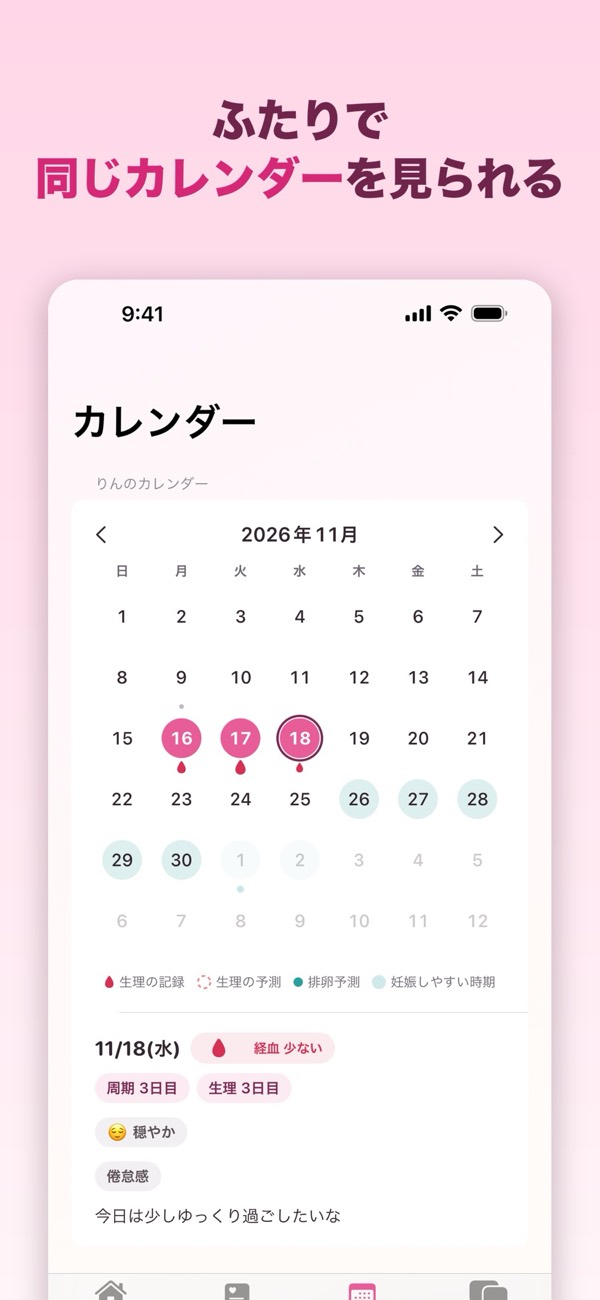 ふたりで
同じカレンダーを見られる
9:41
カレンダー
りんのカレンダー
2026年11月
日 月 火 水 木 金 土
1 2 3 4 5 6 7
8 9 10 11 12 13 14
15 16 17 18 19 20 21
22 23 24 25 26 27 28
29 30 1 2 3 4 5
6 7 8 9 10 11 12
生理の記録 生理の予測 排卵予測 妊娠しやすい時期
11/18(水) 経血 少ない
周期 3日目 生理 3日目
穏やか
倦怠感
今日は少しゆっくり過ごしたいな